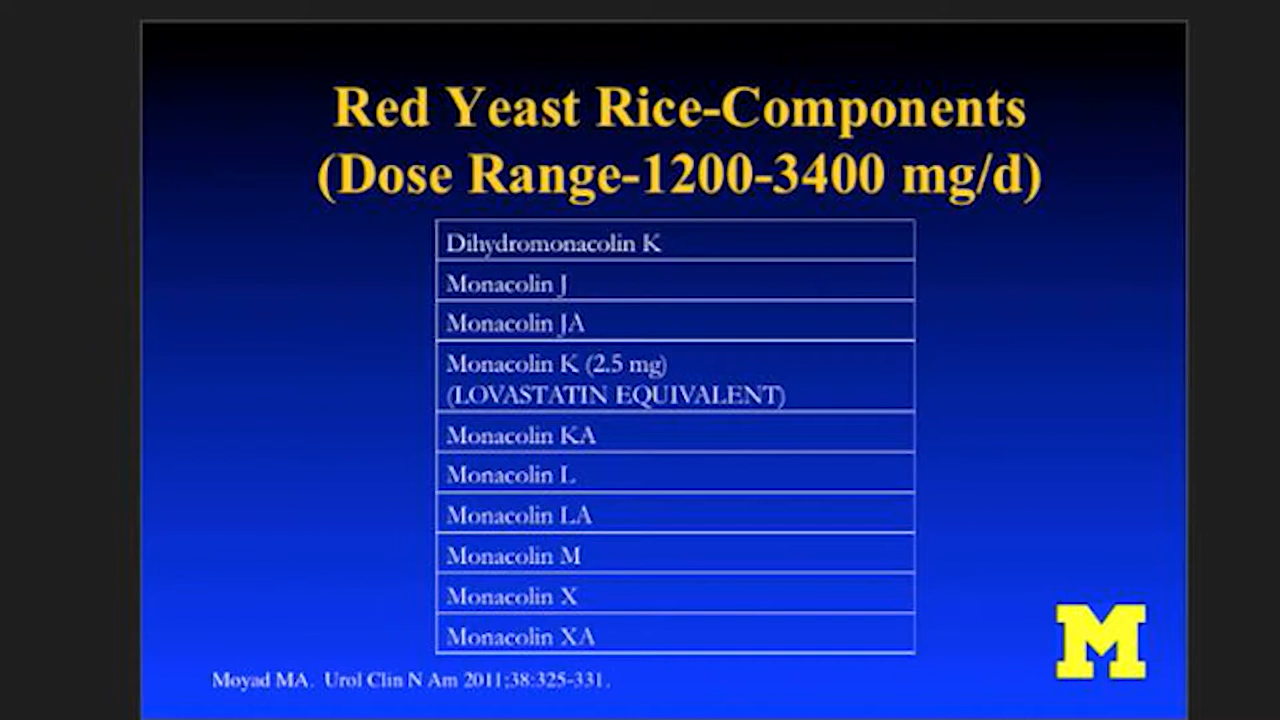 Red Yeast Rice-Components
(Dose Range-1200-3400 mg/d)
Dihydromonacolin K
Monacolin J
Monacolin JA
Monacolin K (2.5 mg)
(LOVASTATIN EQUIVALENT)
Monacolin KA
Monacolin L
Monacolin LA
Monacolin M
Monacolin X
Monacolin XA
M
Moyad MA. Urol Clin N Am 2011;38:325-331.